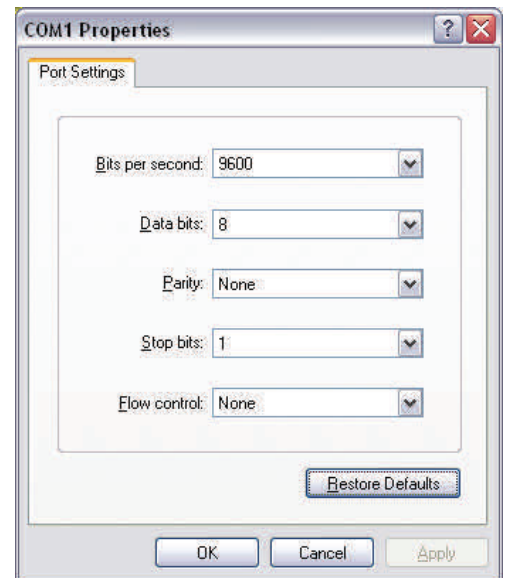 COM1 Properties
Port Settings
Bits per second: 9600
Data bits: 8
Parity: None
Stop bits: 1
Flow control: None
Restore Defaults
OK Cancel Apply